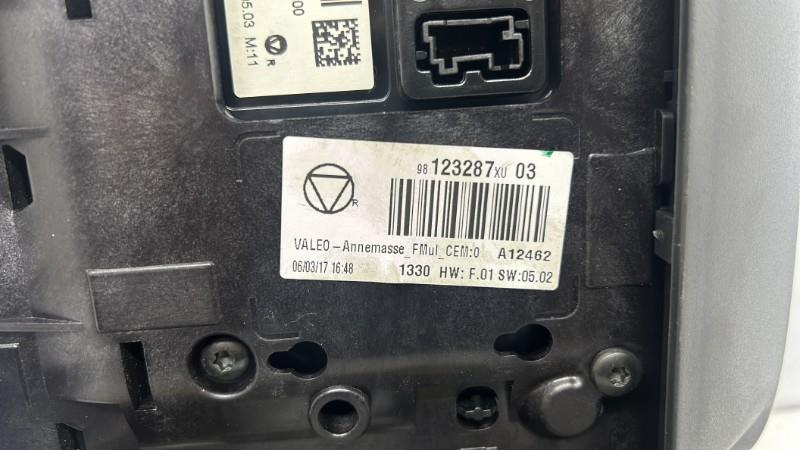 00
05.03 M:11
R
98 123287 XU 03
R
VALEO-Annemasse_FMul_CEM:0 A12462
06/03/17 16:48 1330 HW: F.01 SW:05.02